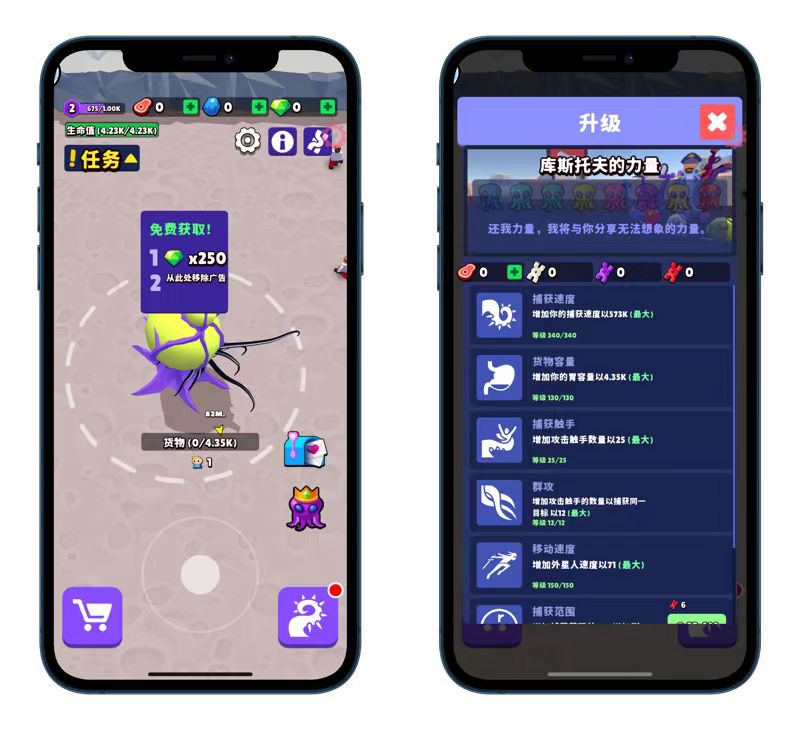 2
675/1.00K
0
0
0
生命值 (4.23K/4.23K)
!任务
免费获取!
1 x250
2 从此处移除广告
82M.
货物 (0/4.35K)
1
升级
库斯托夫的力量
还我力量，我将与你分享无法想象的力量。
0
0
0
0
捕获速度
增加你的捕获速度以573K (最大)
等级 340/340
货物容量
增加你的胃容量以4.35K (最大)
等级 130/130
捕获触手
增加攻击触手数量以25 (最大)
等级 25/25
群攻
增加攻击触手的数量以捕获同一
目标 以12 (最大)
等级 12/12
移动速度
增加外星人速度以71 (最大)
等级 150/150
捕获范围
6